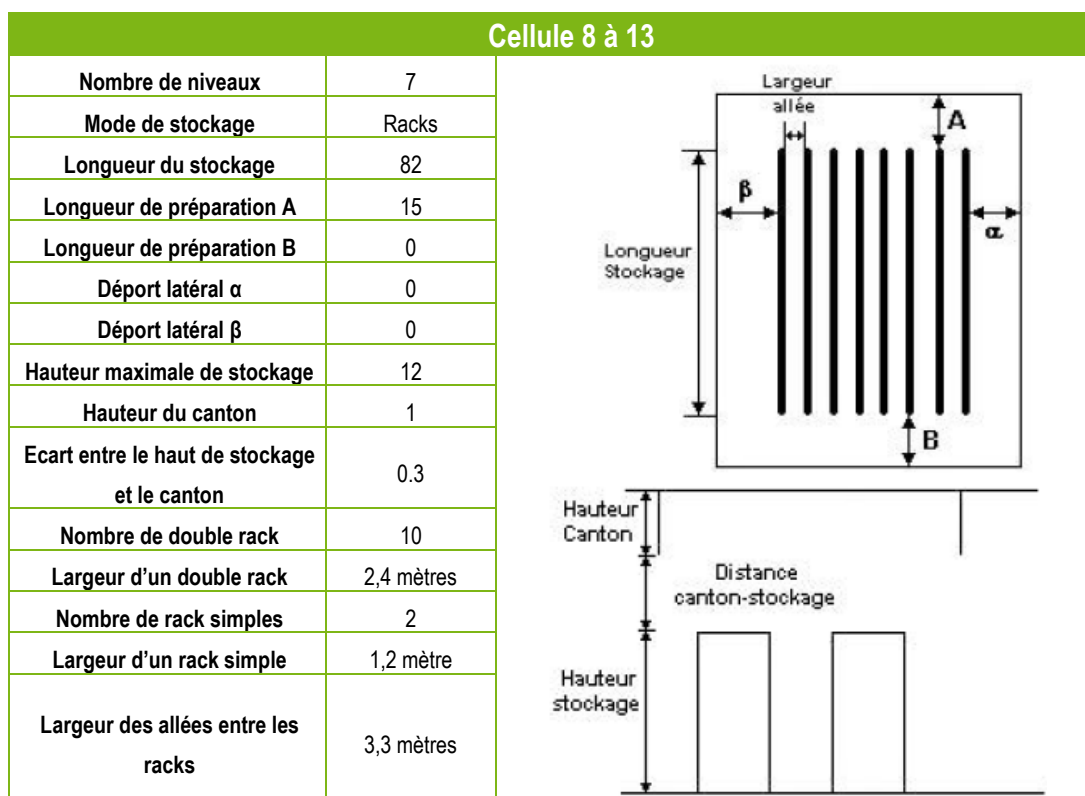 Cellule 8 à 13
Nombre de niveaux 7
Mode de stockage Racks
Longueur du stockage 82
Longueur de préparation A 15
Longueur de préparation B 0
Déport latéral α 0
Déport latéral β 0
Hauteur maximale de stockage 12
Hauteur du canton 1
Ecart entre le haut de stockage
et le canton 0.3
Nombre de double rack 10
Largeur d'un double rack 2,4 mètres
Nombre de rack simples 2
Largeur d'un rack simple 1,2 mètre
Largeur des allées entre les
racks 3,3 mètres
Largeur
allée
A
β
α
Longueur
Stockage
B
Hauteur
Canton
Distance
canton-stockage
Hauteur
stockage